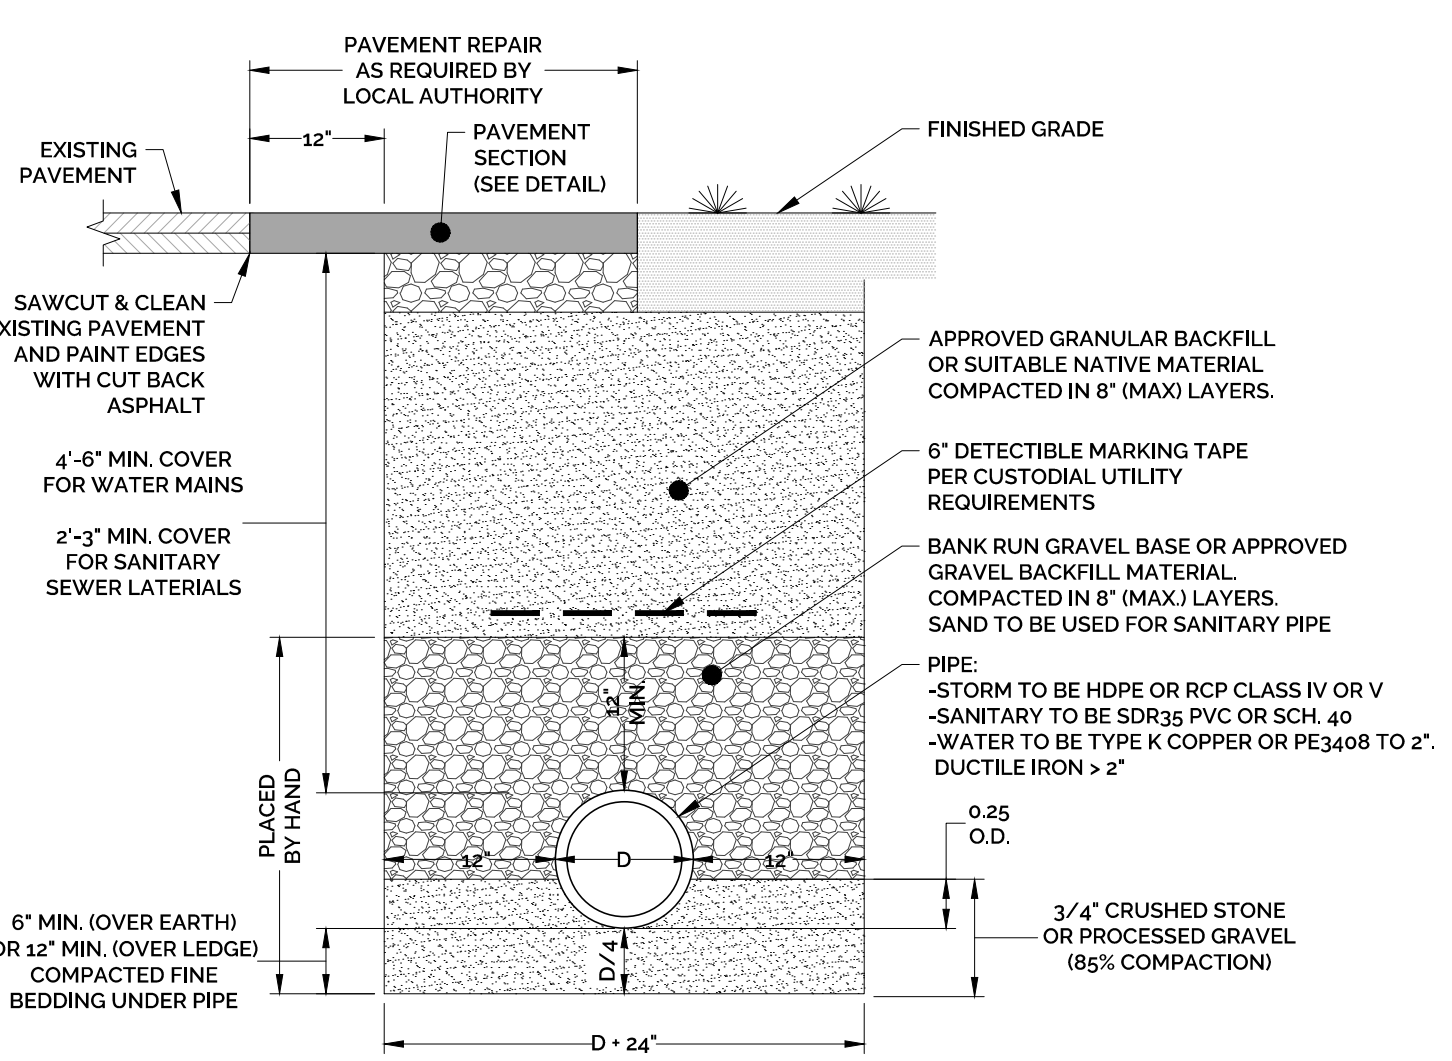 PAVEMENT REPAIR
AS REQUIRED BY
LOCAL AUTHORITY
12"
PAVEMENT
SECTION
(SEE DETAIL)
FINISHED GRADE
EXISTING
PAVEMENT
SAWCUT & CLEAN
XISTING PAVEMENT
AND PAINT EDGES
WITH CUT BACK
ASPHALT
4'-6" MIN. COVER
FOR WATER MAINS
2'-3" MIN. COVER
FOR SANITARY
SEWER LATERIALS
APPROVED GRANULAR BACKFILL
OR SUITABLE NATIVE MATERIAL
COMPACTED IN 8" (MAX) LAYERS.
6" DETECTIBLE MARKING TAPE
PER CUSTODIAL UTILITY
REQUIREMENTS
BANK RUN GRAVEL BASE OR APPROVED
GRAVEL BACKFILL MATERIAL.
COMPACTED IN 8" (MAX.) LAYERS.
SAND TO BE USED FOR SANITARY PIPE
PIPE:
-STORM TO BE HDPE OR RCP CLASS IV OR V
-SANITARY TO BE SDR35 PVC OR SCH. 40
-WATER TO BE TYPE K COPPER OR PE3408 TO 2".
DUCTILE IRON > 2"
12"
MIN.
PLACED
BY HAND
12"
D
12"
0.25
O.D.
6" MIN. (OVER EARTH)
OR 12" MIN. (OVER LEDGE)
COMPACTED FINE
BEDDING UNDER PIPE
D/4
3/4" CRUSHED STONE
OR PROCESSED GRAVEL
(85% COMPACTION)
D + 24"